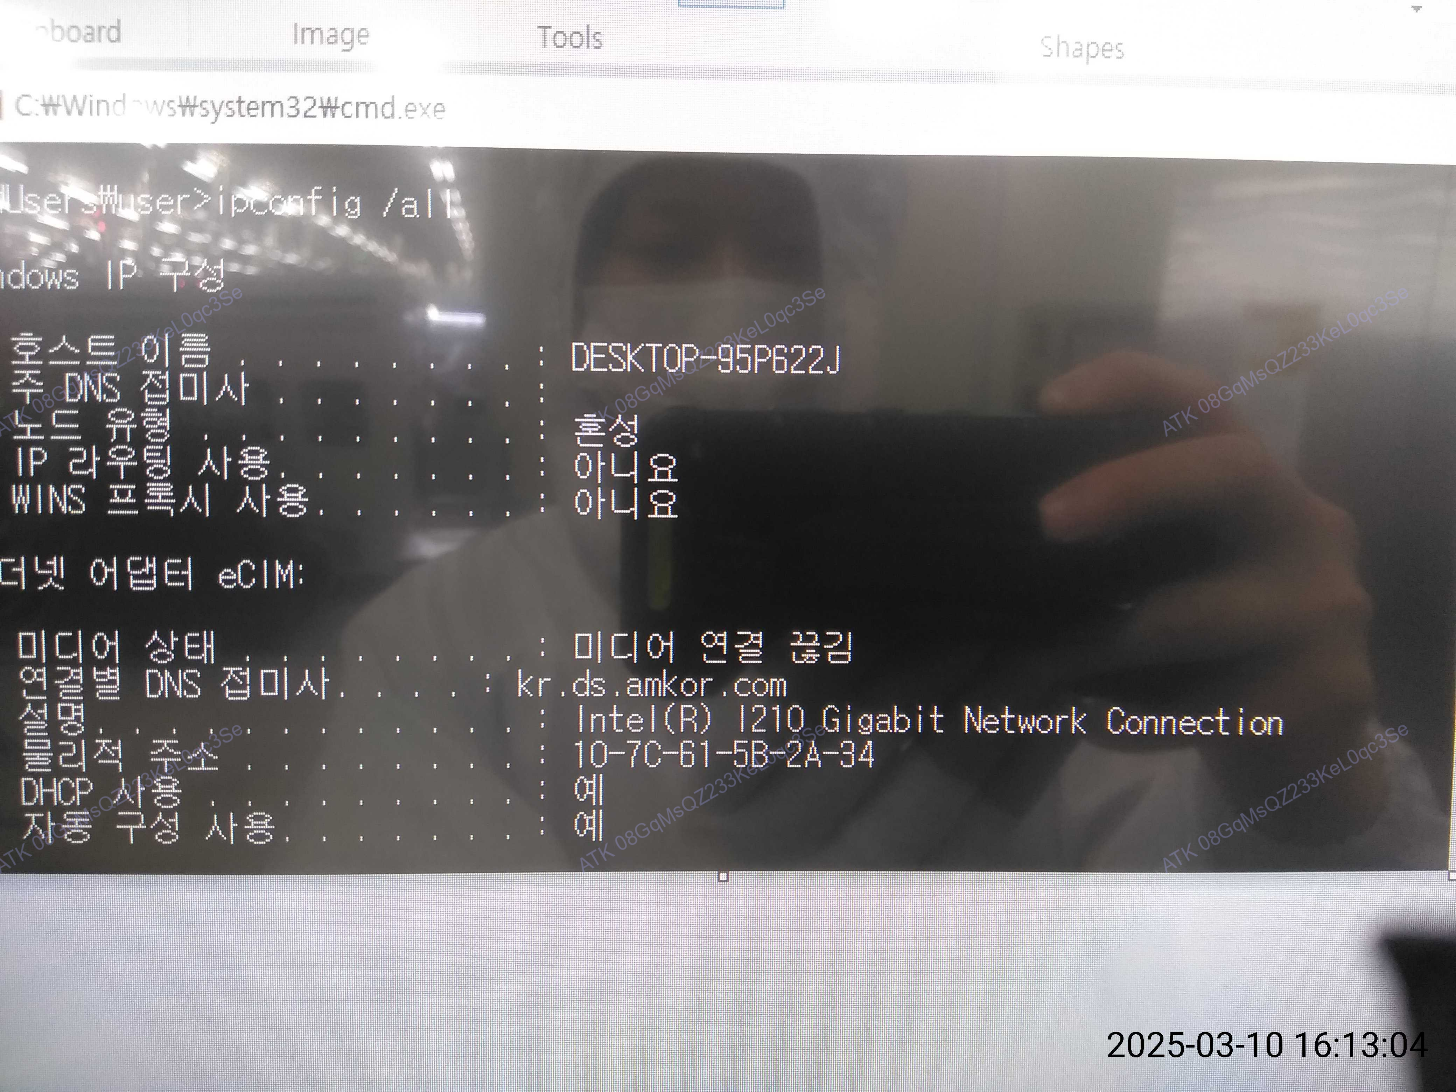 board Image Tools Shapes
C:₩Windows₩system32₩cmd.exe
₩Users₩user>ipconfig /all
ndows IP 구성
호스트 이름 . . . . . . . . : DESKTOP-95P622J
주 DNS 접미사 . . . . . . . :
노드 유형 . . . . . . . . . : 혼성
IP 라우팅 사용. . . . . . . : 아니요
WINS 프록시 사용. . . . . . : 아니요
더넷 어댑터 eCIM:
미디어 상태 . . . . . . . . : 미디어 연결 끊김
연결별 DNS 접미사. . . . : kr.ds.amkor.com
설명. . . . . . . . . . . . : Intel(R) I210 Gigabit Network Connection
물리적 주소 . . . . . . . . : 10-7C-61-5B-2A-34
DHCP 사용 . . . . . . . . . : 예
자동 구성 사용. . . . . . . : 예
ATK 08GqMsQZ233KeL0qc3Se
ATK 08GqMsQZ233KeL0qc3Se
ATK 08GqMsQZ233KeL0qc3Se
ATK 08GqMsQZ233KeL0qc3Se
ATK 08GqMsQZ233KeL0qc3Se
ATK 08GqMsQZ233KeL0qc3Se
2025-03-10 16:13:04